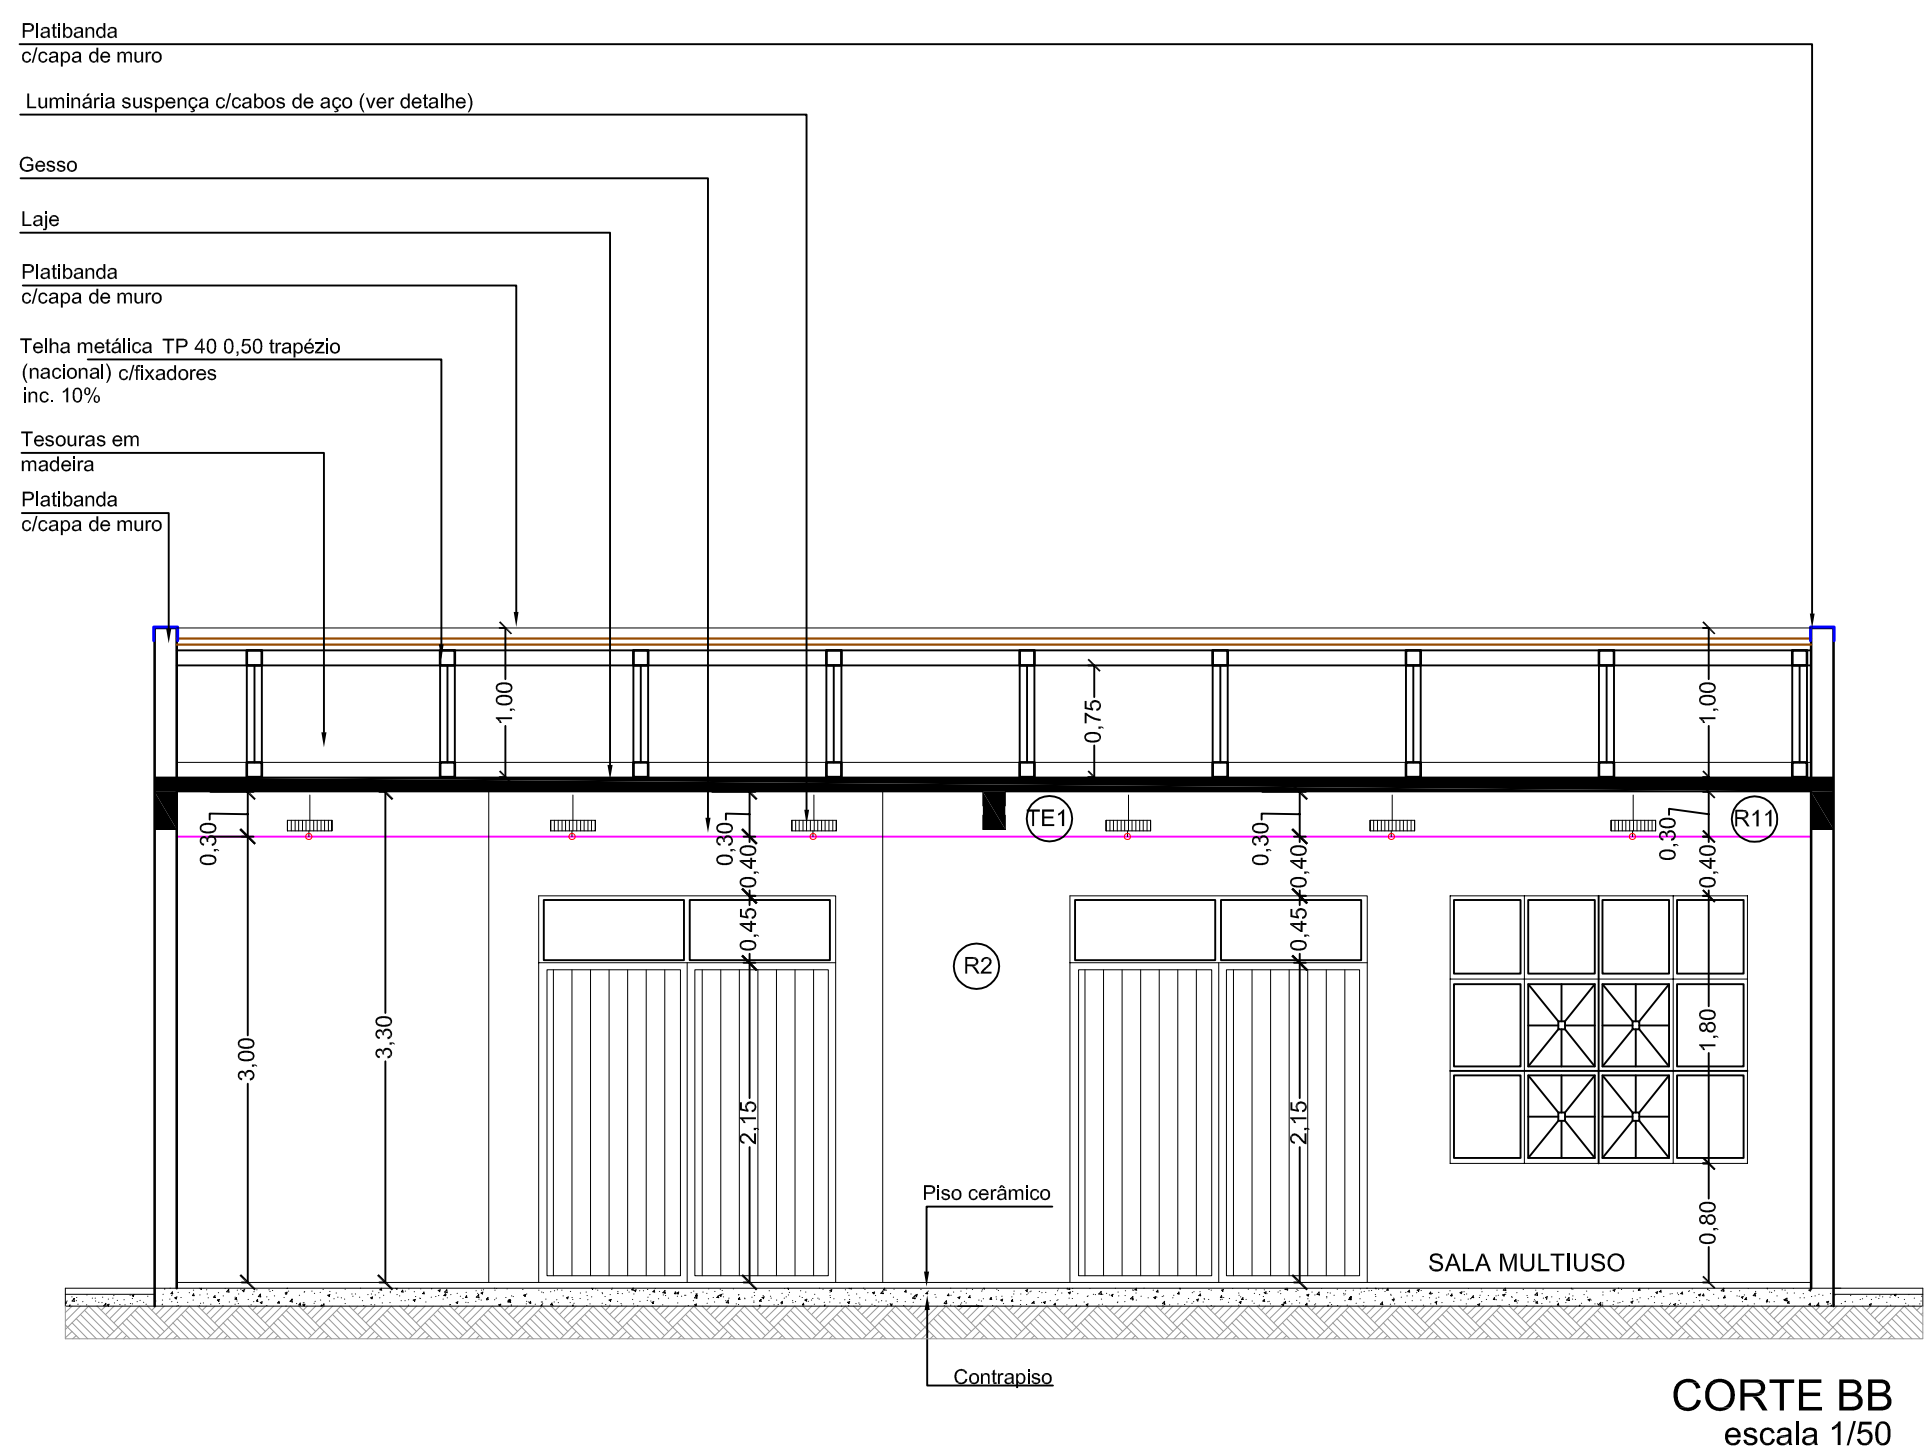 Platibanda
c/capa de muro
Luminária suspença c/cabos de aço (ver detalhe)
Gesso
Laje
Platibanda
c/capa de muro
Telha metálica TP 40 0,50 trapézio
(nacional) c/fixadores
inc. 10%
Tesouras em
madeira
Platibanda
c/capa de muro
1,00
0,75
1,00
0,30
0,30
0,40
TE1
0,30
0,40
0,30
R11
0,40
0,45
R2
0,45
3,00
3,30
1,80
2,15
2,15
Piso cerâmico
0,80
SALA MULTIUSO
Contrapiso
CORTE BB
escala 1/50